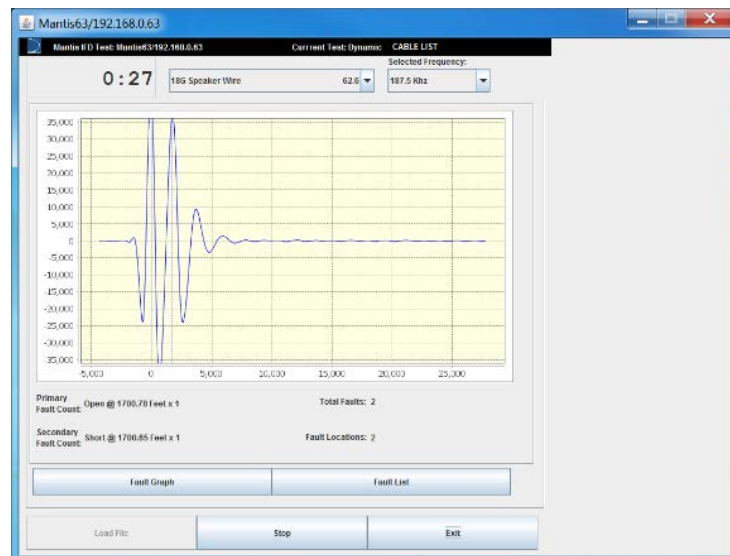 Mantis63/192.168.0.63
Mantis IFD Test: Mantis63/192.168.0.63 Currrent Test: Dynamic CABLE LIST
Selected Frequency:
0:27 18G Speaker Wire 62.6 187.5 Khz
35,000
30,000
25,000
20,000
15,000
10,000
5,000
0
-5,000
-10,000
-15,000
-20,000
-25,000
-30,000
35,000
-5,000 0 5,000 10,000 15,000 20,000 25,000
Primary
Fault Count: Open @ 1700.78 Feet x 1 Total Faults: 2
Secondary
Fault Count: Short @ 1700.65 Feet x 1 Fault Locations: 2
Fault Graph Fault List
Load File Stop Exit